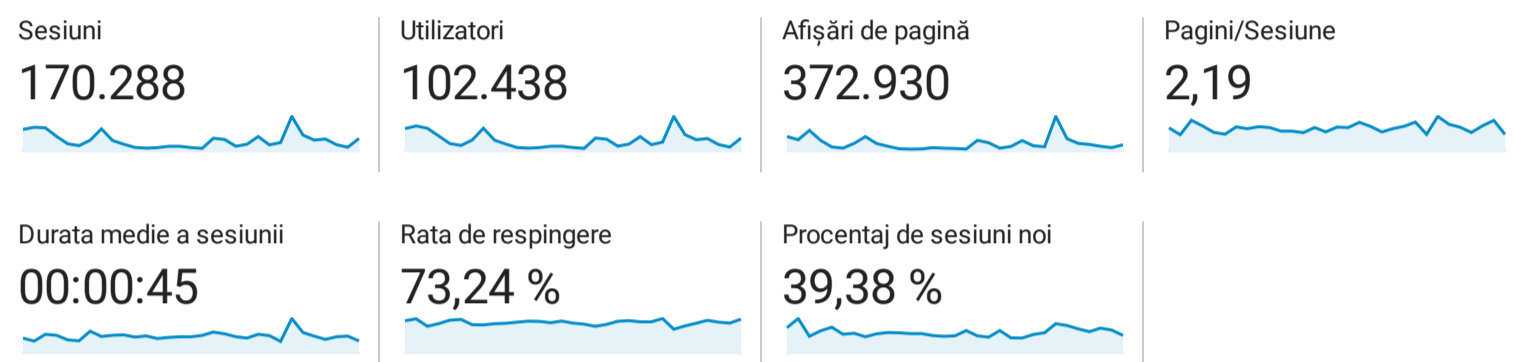 Sesiuni
170.288
Utilizatori
102.438
Afișări de pagină
372.930
Pagini/Sesiune
2,19
Durata medie a sesiunii
00:00:45
Rata de respingere
73,24 %
Procentaj de sesiuni noi
39,38 %